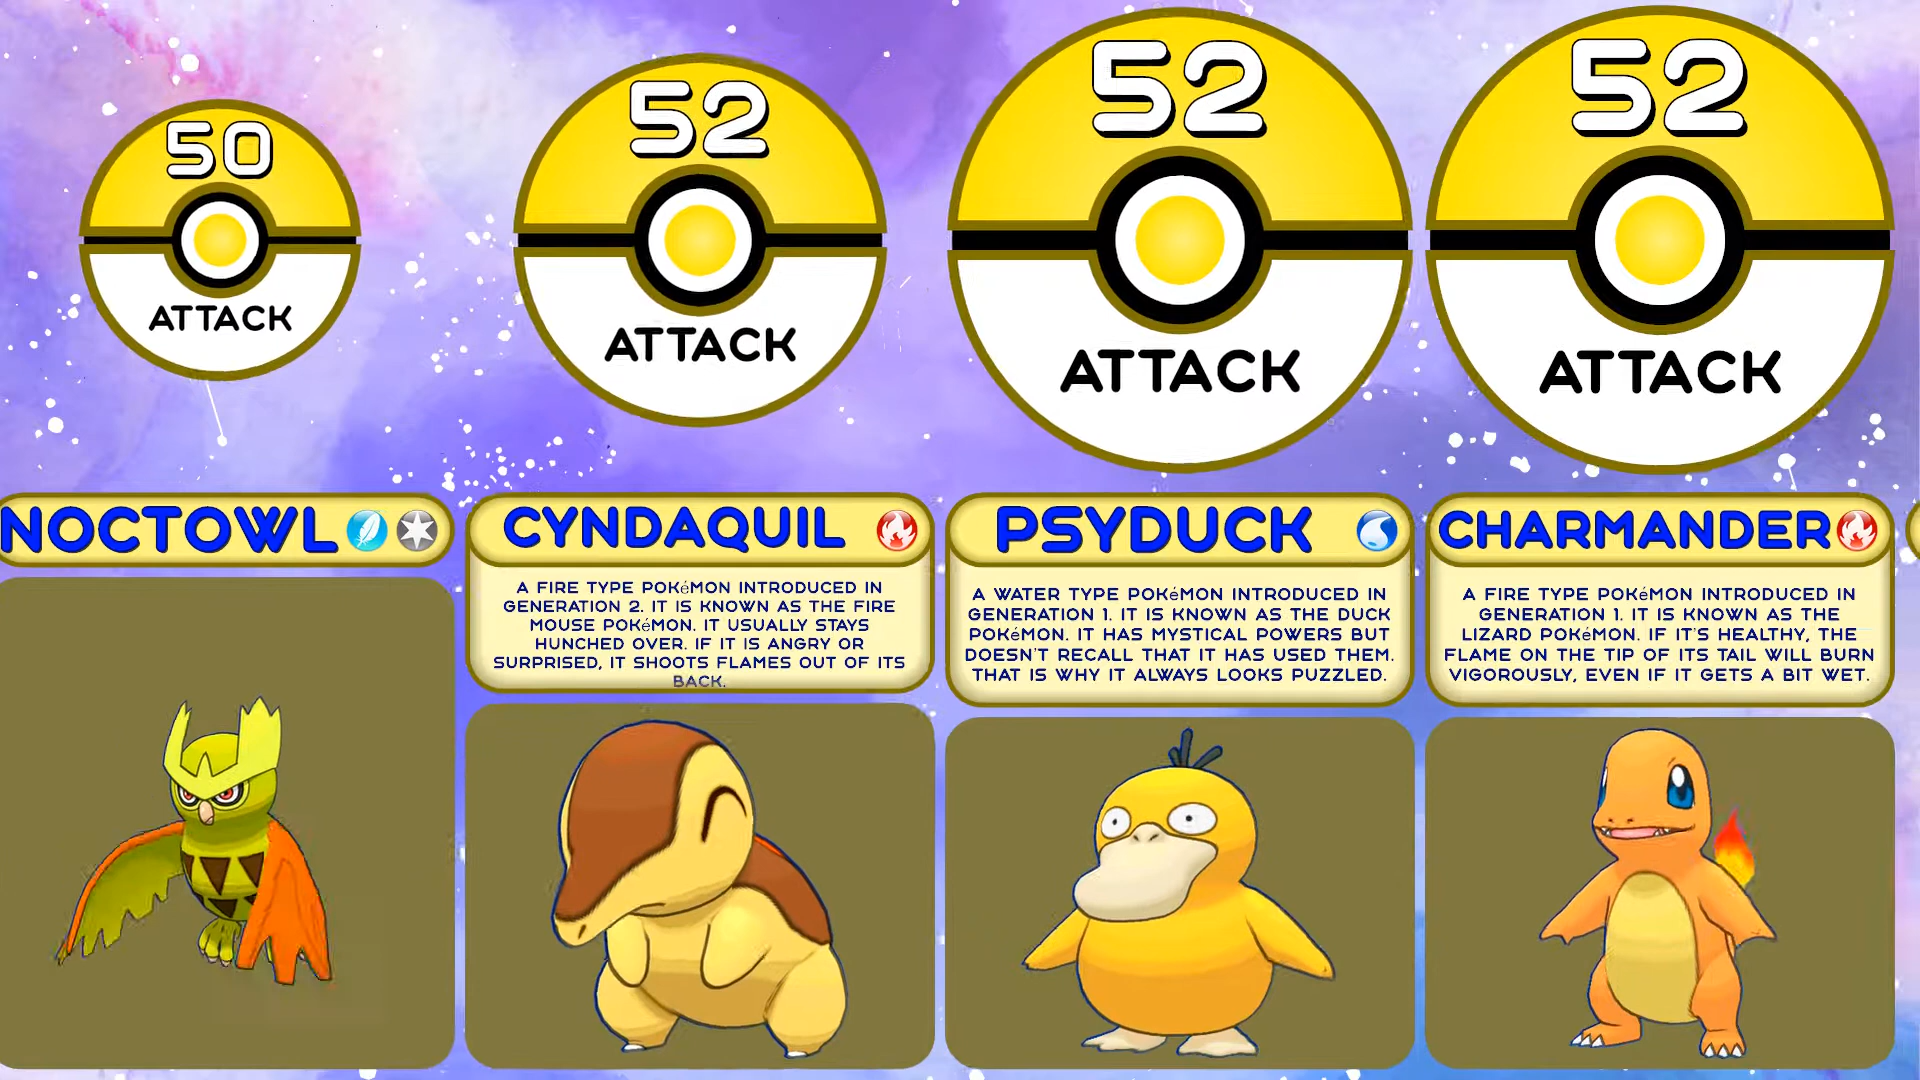 50
ATTACK
52
ATTACK
52
ATTACK
52
ATTACK
NOCTOWL
CYNDAQUIL
A FIRE TYPE POKéMON INTRODUCED IN
GENERATION 2. IT IS KNOWN AS THE FIRE
MOUSE POKéMON. IT USUALLY STAYS
HUNCHED OVER. IF IT IS ANGRY OR
SURPRISED, IT SHOOTS FLAMES OUT OF ITS
BACK.
PSYDUCK
A WATER TYPE POKéMON INTRODUCED IN
GENERATION 1. IT IS KNOWN AS THE DUCK
POKéMON. IT HAS MYSTICAL POWERS BUT
DOESN'T RECALL THAT IT HAS USED THEM.
THAT IS WHY IT ALWAYS LOOKS PUZZLED.
CHARMANDER
A FIRE TYPE POKéMON INTRODUCED IN
GENERATION 1. IT IS KNOWN AS THE
LIZARD POKéMON. IF IT'S HEALTHY, THE
FLAME ON THE TIP OF ITS TAIL WILL BURN
VIGOROUSLY, EVEN IF IT GETS A BIT WET.